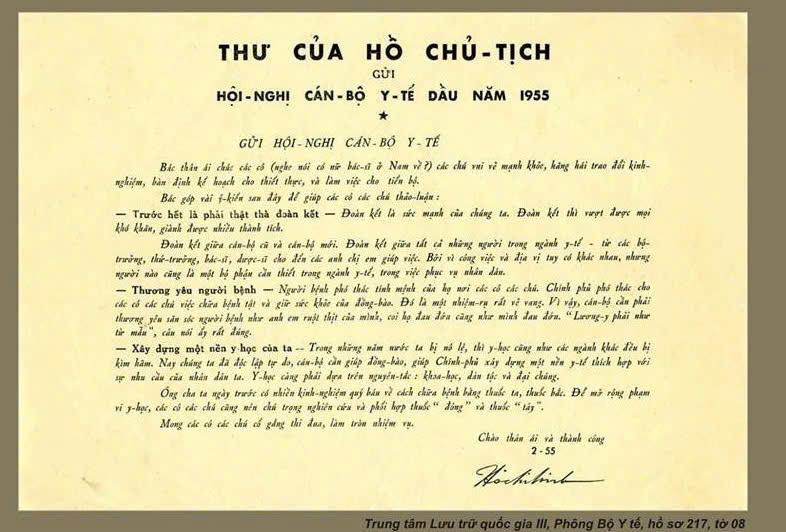 THƯ CỦA HỒ CHỦ-TỊCH
GỬI
HỘI-NGHỊ CÁN-BỘ Y-TẾ ĐẦU NĂM 1955
★
GỬI HỘI-NGHỊ CÁN-BỘ Y-TẾ
Bác thân ái chúc các cô (nghe nói có nữ bác-sĩ ở Nam về?) các chú vui vẻ mạnh khỏe, hăng hái trao đổi kinh-
nghiệm, bàn định kế hoạch cho thiết thực, và làm việc cho tiến bộ.
Bác góp vài ý-kiến sau đây để giúp các cô các chú thảo-luận :
— Trước hết là phải thật thà đoàn kết — Đoàn kết là sức mạnh của chúng ta. Đoàn kết thì vượt được mọi
khó khăn, giành được nhiều thành tích.
Đoàn kết giữa cán-bộ cũ và cán-bộ mới. Đoàn kết giữa tất cả những người trong ngành y-tế - từ các bộ-
trưởng, thứ-trưởng, bác-sĩ, dược-sĩ cho đến các anh chị em giúp việc. Bởi vì công việc và địa vị tuy có khác nhau, nhưng
người nào cũng là một bộ phận cần thiết trong ngành y-tế, trong việc phục vụ nhân dân.
— Thương yêu người bệnh — Người bệnh phó thác tính mệnh của họ nơi các cô các chú. Chính phủ phó thác cho
các cô các chú việc chữa bệnh tật và giữ sức khỏe của đồng-bào. Đó là một nhiệm-vụ rất vẻ vang. Vì vậy, cán-bộ cần phải
thương yêu săn sóc người bệnh như anh em ruột thịt của mình, coi họ đau đớn cũng như mình đau đớn. “Lương-y phải như
từ mẫu”, câu nói ấy rất đúng.
— Xây dựng một nền y-học của ta — Trong những năm nước ta bị nô lệ, thì y-học cũng như các ngành khác đều bị
kìm hãm. Nay chúng ta đã độc lập tự do, cán-bộ cần giúp đồng-bào, giúp Chính-phủ xây dựng một nền y-tế thích hợp với
sự nhu cầu của nhân dân ta. Y-học càng phải dựa trên nguyên-tắc : khoa-học, dân tộc và đại chúng.
Ông cha ta ngày trước có nhiều kinh-nghiệm quý báu về cách chữa bệnh bằng thuốc ta, thuốc bắc. Để mở rộng phạm
vi y-học, các cô các chú cũng nên chú trọng nghiên cứu và phối hợp thuốc “ đông” và thuốc “tây”.
Mong các cô các chú cố gắng thi đua, làm tròn nhiệm vụ.
Chào thân ái và thành công
2 - 55
Hồ Chí Minh
Trung tâm Lưu trữ quốc gia III, Phông Bộ Y tế, hồ sơ 217, tờ 08